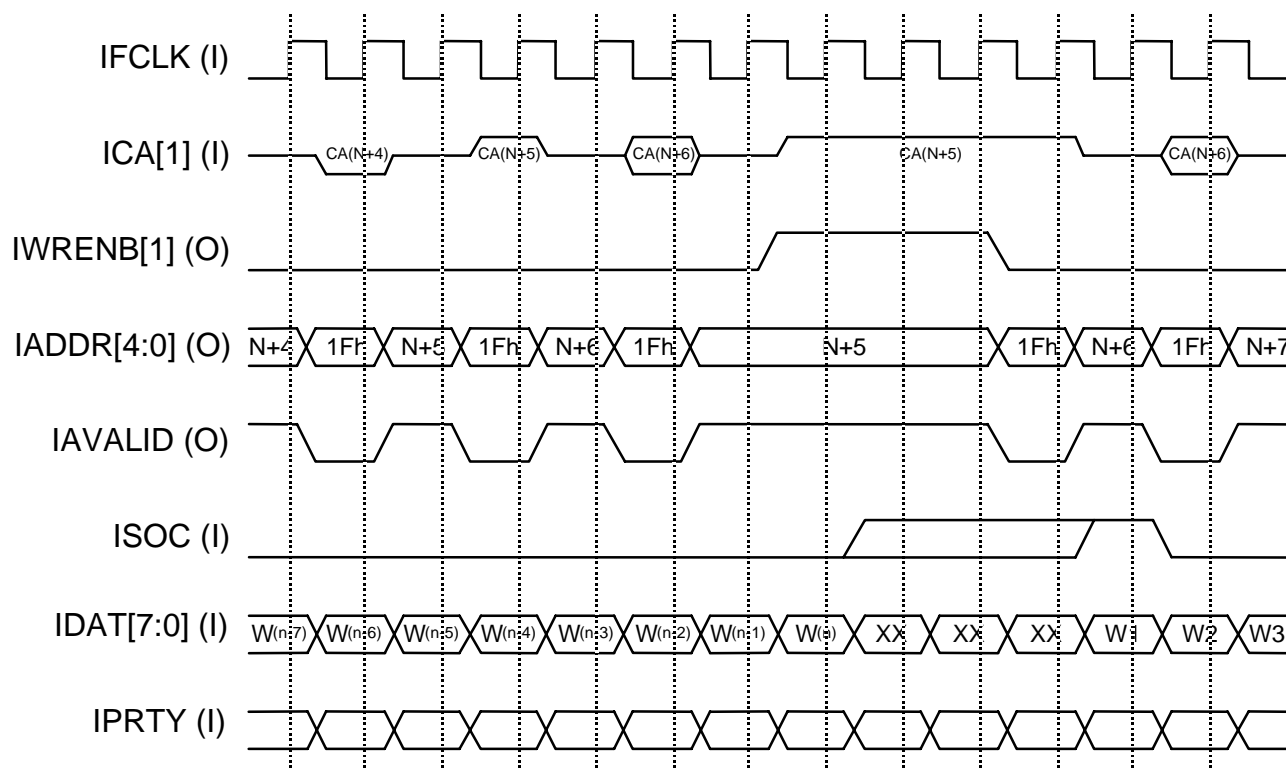 IFCLK (I)
ICA[1] (I) CA(N+4) CA(N+5) CA(N+6) CA(N+5) CA(N+6)
IWRENB[1] (O)
IADDR[4:0] (O) N+4 1Fh N+5 1Fh N+6 1Fh N+5 1Fh N+6 1Fh N+7
IAVALID (O)
ISOC (I)
IDAT[7:0] (I) W(n-7) W(n-6) W(n-5) W(n-4) W(n-3) W(n-2) W(n-1) W(n) XX XX XX W1 W2 W3
IPRTY (I)